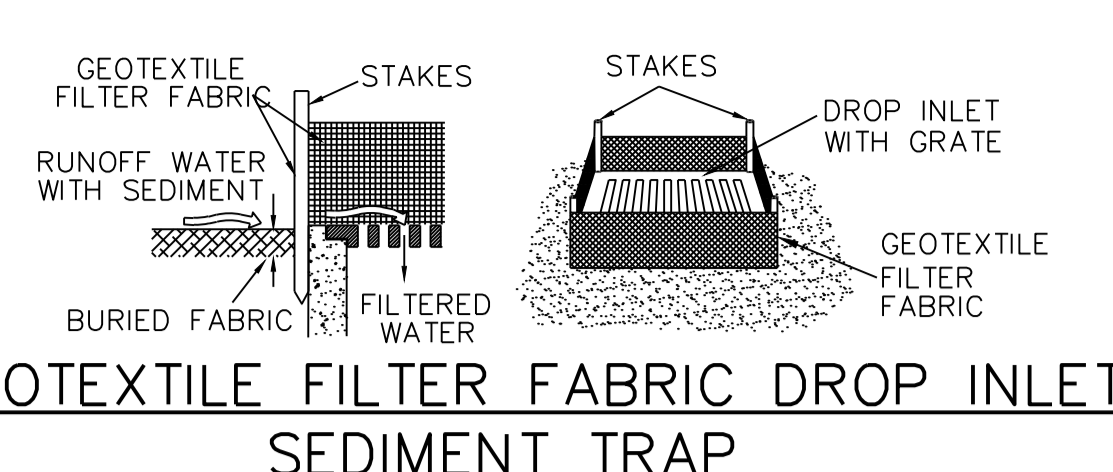 GEOTEXTILE
FILTER FABRIC
STAKES
RUNOFF WATER
WITH SEDIMENT
BURIED FABRIC
FILTERED
WATER
STAKES
DROP INLET
WITH GRATE
GEOTEXTILE
FILTER
FABRIC
OTEXTILE FILTER FABRIC DROP INLET
SEDIMENT TRAP